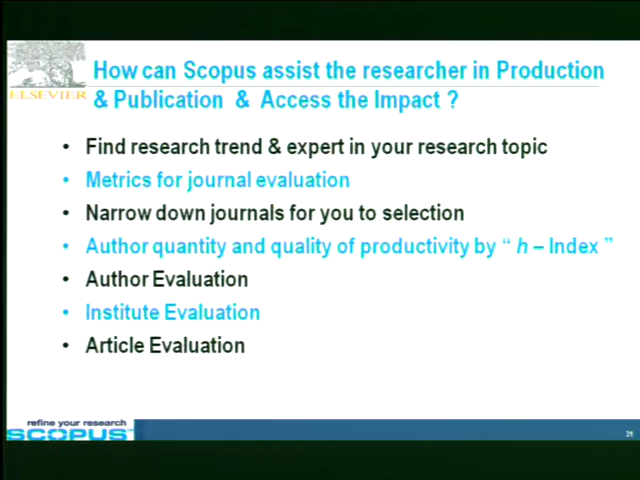 ELSEVIER
How can Scopus assist the researcher in Production
& Publication & Access the Impact ?
• Find research trend & expert in your research topic
• Metrics for journal evaluation
• Narrow down journals for you to selection
• Author quantity and quality of productivity by “ h – Index ”
• Author Evaluation
• Institute Evaluation
• Article Evaluation
refine your research
SCOPUS
31